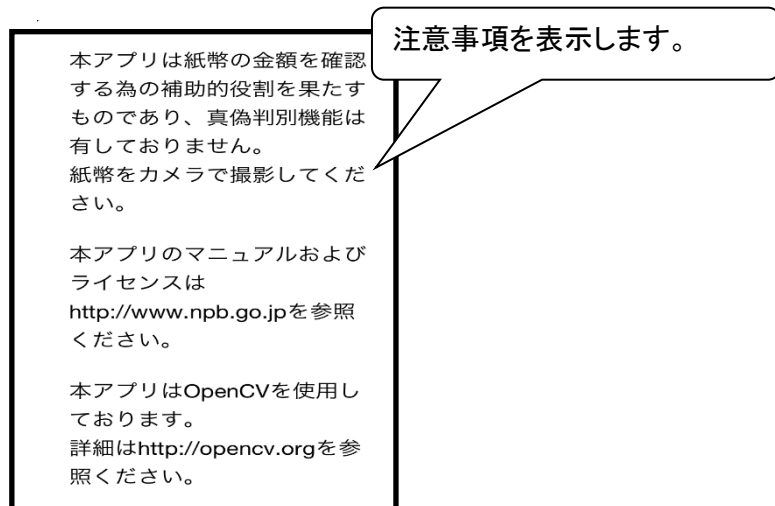 注意事項を表示します。
本アプリは紙幣の金額を確認
する為の補助的役割を果たす
ものであり、真偽判別機能は
有しておりません。
紙幣をカメラで撮影してくだ
さい。
本アプリのマニュアルおよび
ライセンスは
http://www.npb.go.jpを参照
ください。
本アプリはOpenCVを使用し
ております。
詳細はhttp://opencv.orgを参
照ください。